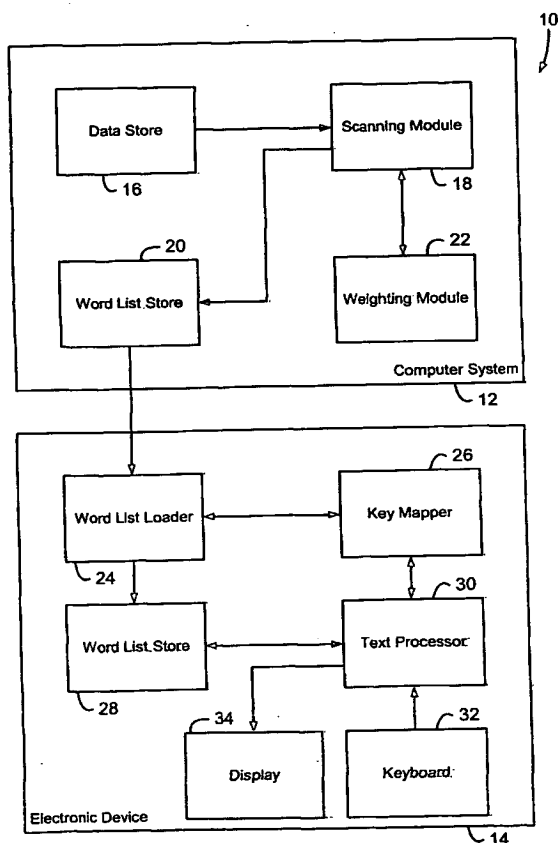 10
Data Store
16
Scanning Module
18
20
Word List Store
22
Weighting Module
Computer System
12
Word List Loader
24
26
Key Mapper
Word List Store
28
30
Text Processor
34
Display
32
Keyboard
Electronic Device
14